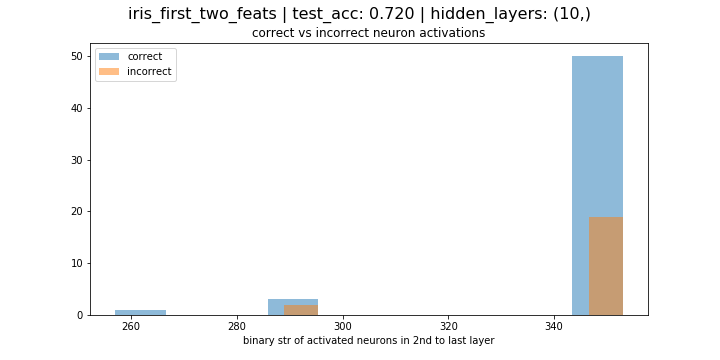 iris_first_two_feats | test_acc: 0.720 | hidden_layers: (10,)
correct vs incorrect neuron activations
correct
incorrect
50
40
30
20
10
0
260 280 300 320 340
binary str of activated neurons in 2nd to last layer